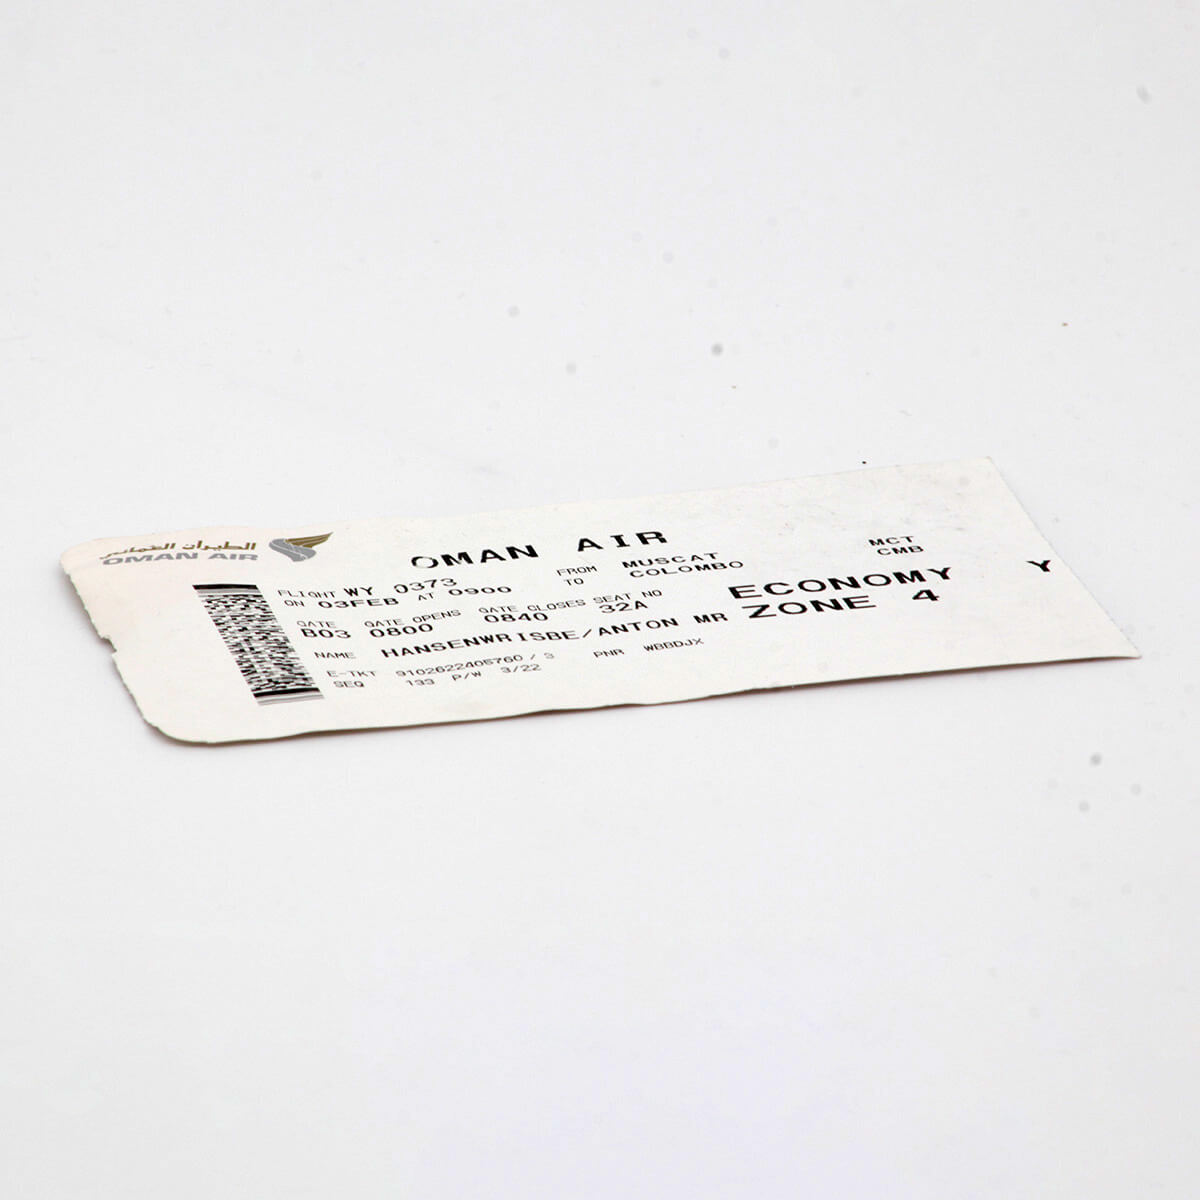 الطيران العماني
OMAN AIR
OMAN AIR
FLIGHT WY 0373 FROM MUSCAT MCT
ON 03FEB AT 0900 TO COLOMBO CMB
GATE GATE OPENS GATE CLOSES SEAT NO ECONOMY Y
B03 0800 0840 32A ZONE 4
NAME HANSENWRISBE/ANTON MR
E-TKT 9102622405760 / 3 PNR WBBDJX
SEQ 133 P/W 3/22